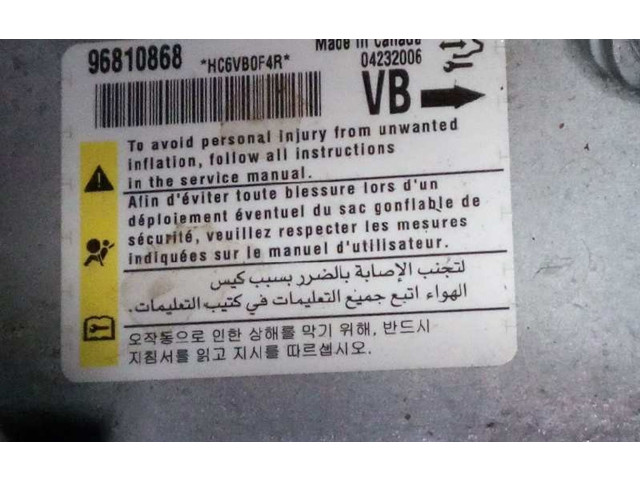 96810868 *HC6VB0F4R* Made in Canada
04232006
VB
To avoid personal injury from unwanted
inflation, follow all instructions
in the service manual.
Afin d'éviter toute blessure lors d'un
déploiement éventuel du sac gonflable de
sécurité, veuillez respecter les mesures
indiquées sur le manuel d'utilisateur.
لتجنب الإصابة بالضرر بسبب كيس
الهواء اتبع جميع التعليمات في كتيب التعليمات.
오작동으로 인한 상해를 막기 위해, 반드시
지침서를 읽고 지시를 따르십시오.